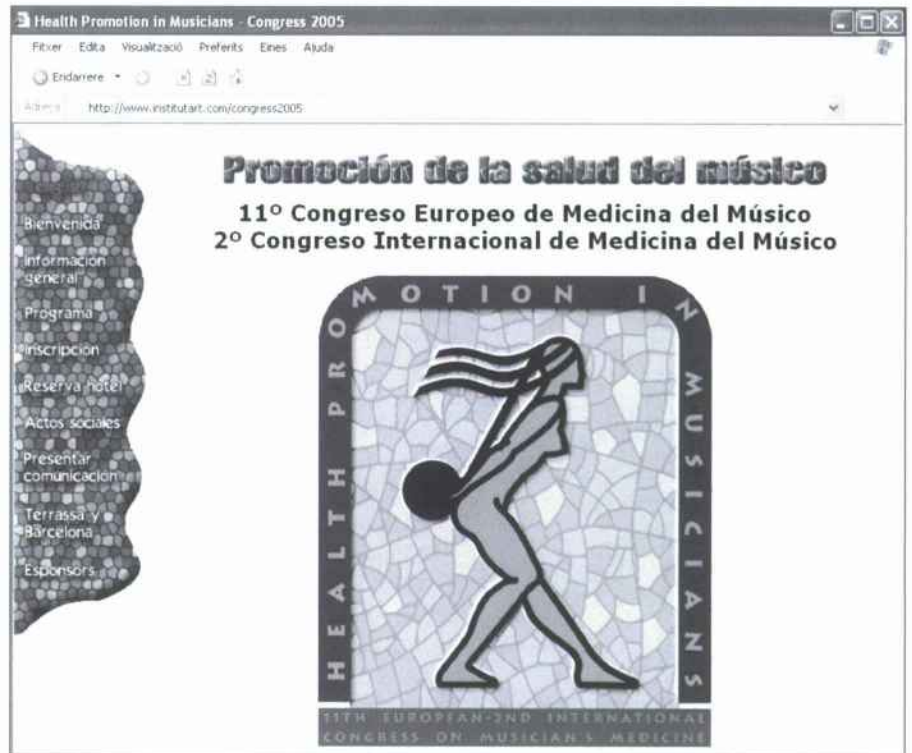 Health Promotion in Musicians - Congress 2005
Fitxer Edita Visualització Preferits Eines Ajuda
Endarrere
Adreça http://www.institutart.com/congress2005
Promoción de la salud del músico
11º Congreso Europeo de Medicina del Músico
2º Congreso Internacional de Medicina del Músico
Bienvenida
Información
general
Programa
Inscripción
Reserva hotel
Actos sociales
Presentar
comunicación
Terrassa y
Barcelona
Esponsors
HEALTH PROMOTION IN MUSICIANS
11TH EUROPEAN-2ND INTERNATIONAL
CONGRESS ON MUSICIAN'S MEDICINE